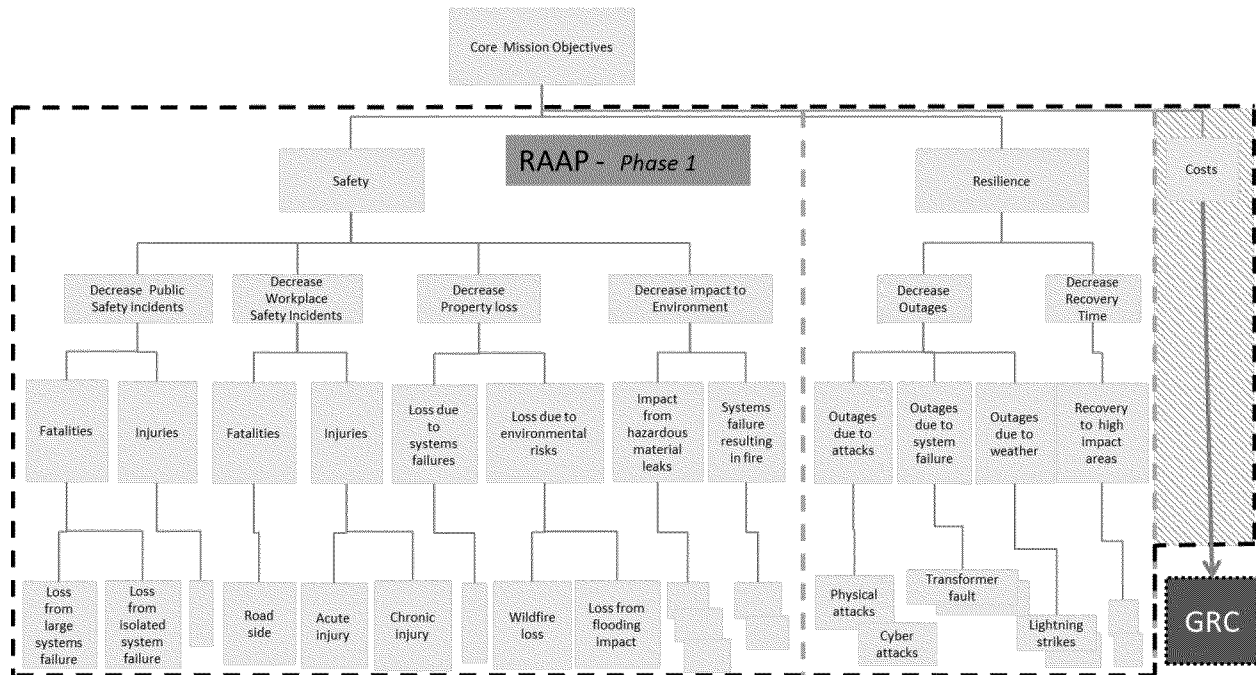 Core Mission Objectives
RAAP - Phase 1
Safety
Resilience
Costs
Decrease Public
Safety incidents
Decrease
Workplace
Safety Incidents
Decrease
Property loss
Decrease impact to
Environment
Decrease
Outages
Decrease
Recovery
Time
Fatalities
Injuries
Fatalities
Injuries
Loss due
to
systems
failures
Loss due to
environmental
risks
Impact
from
hazardous
material
leaks
Systems
failure
resulting
in fire
Outages
due to
attacks
Outages
due to
system
failure
Outages
due to
weather
Recovery
to high
impact
areas
Loss
from
large
systems
failure
Loss
from
isolated
system
failure
Road
side
Acute
injury
Chronic
injury
Wildfire
loss
Loss from
flooding
impact
Physical
attacks
Cyber
attacks
Transformer
fault
Lightning
strikes
GRC